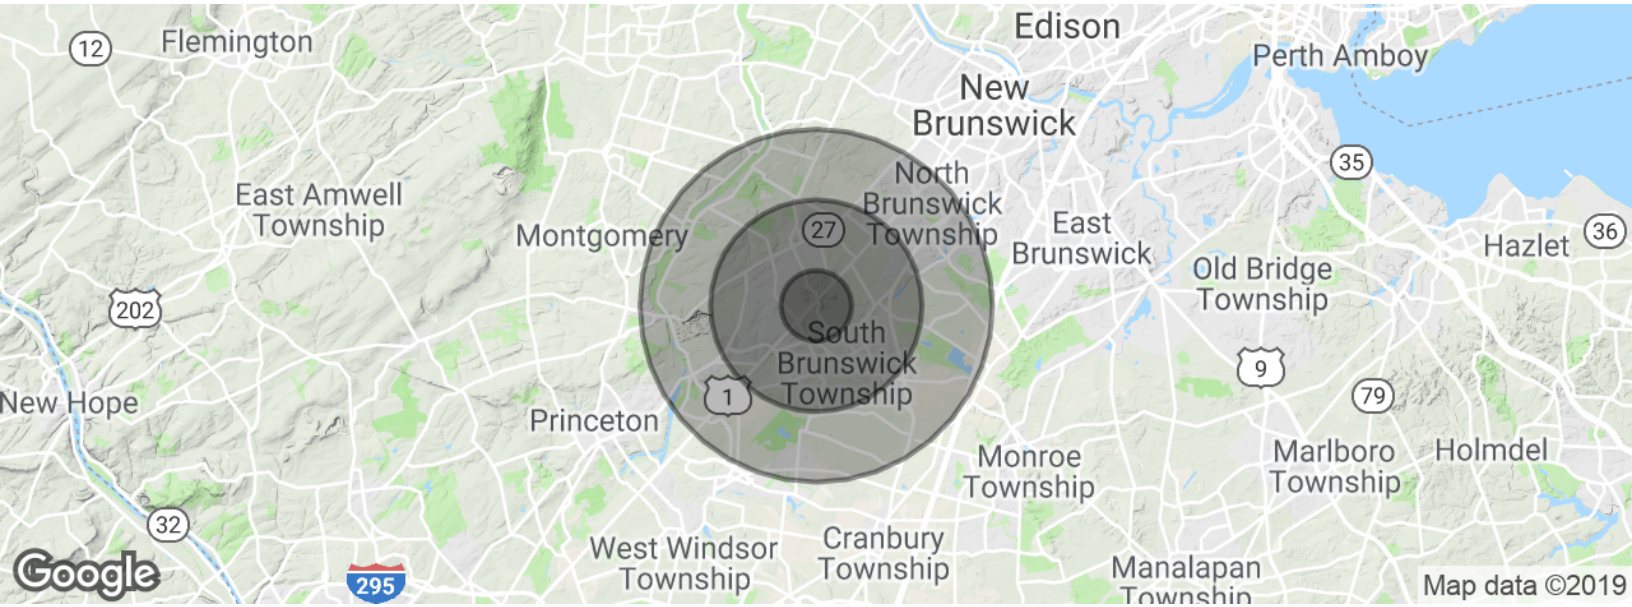 Edison
Flemington
12
Perth Amboy
New
Brunswick
35
North
Brunswick
Township
East Amwell
Township
27
Montgomery
East
Brunswick
36
Hazlet
Old Bridge
Township
202
South
Brunswick
Township
9
1
79
New Hope
Princeton
Monroe
Township
Marlboro
Township
Holmdel
32
West Windsor
Township
Cranbury
Township
Manalapan
Township
295
Google
Map data ©2019